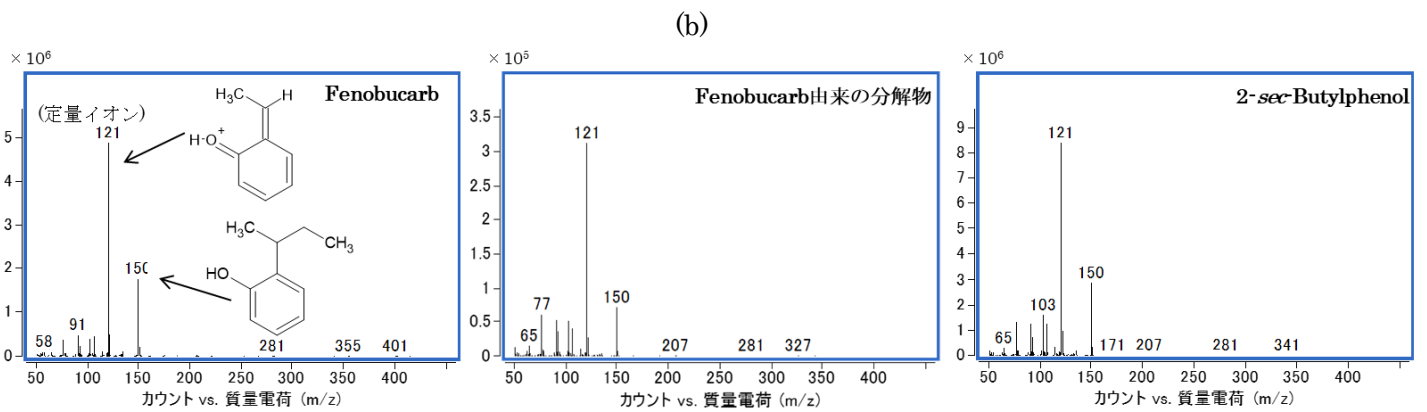 (b)
× 10⁶
Fenobucarb
(定量イオン)
121
H₃C
H
H
O
+
H₃C
CH₃
HO
150
58
91
281
355
401
5
4
3
2
1
0
50 100 150 200 250 300 350 400
カウント vs. 質量電荷 (m/z)
× 10⁵
Fenobucarb由来の分解物
121
77
65
150
207
281
327
3.5
3
2.5
2
1.5
1
0.5
0
50 100 150 200 250 300 350 400
カウント vs. 質量電荷 (m/z)
× 10⁶
2-sec-Butylphenol
121
150
103
65
171
207
281
341
9
8
7
6
5
4
3
2
1
0
50 100 150 200 250 300 350 400
カウント vs. 質量電荷 (m/z)